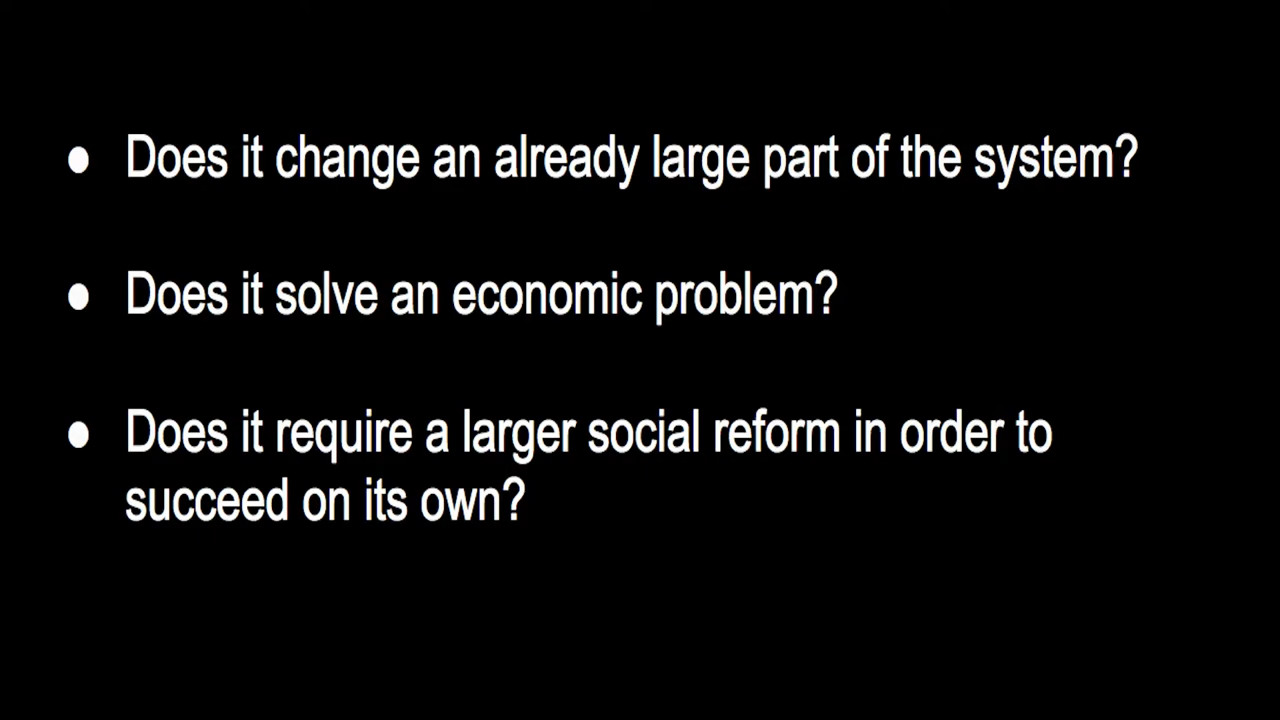 ● Does it change an already large part of the system?
● Does it solve an economic problem?
● Does it require a larger social reform in order to
succeed on its own?